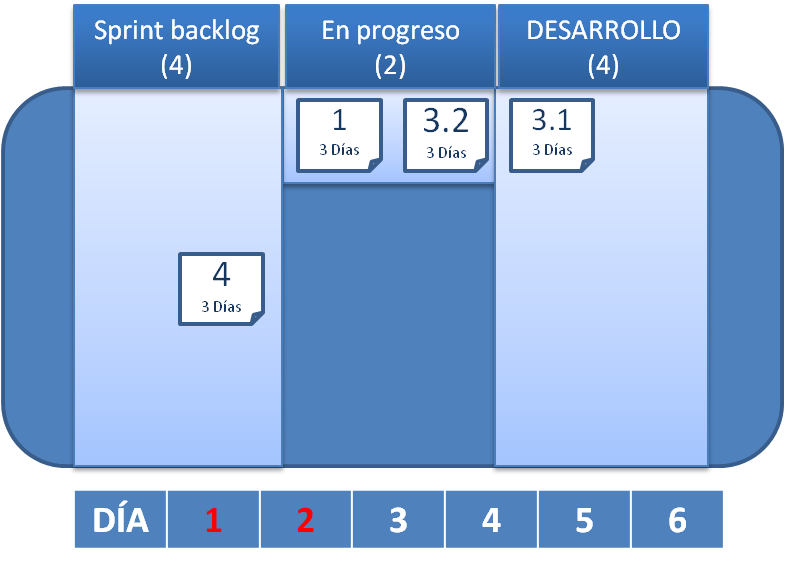 Sprint backlog
(4)
En progreso
(2)
DESARROLLO
(4)
1
3 Días
3.2
3 Días
3.1
3 Días
4
3 Días
DÍA 1 2 3 4 5 6